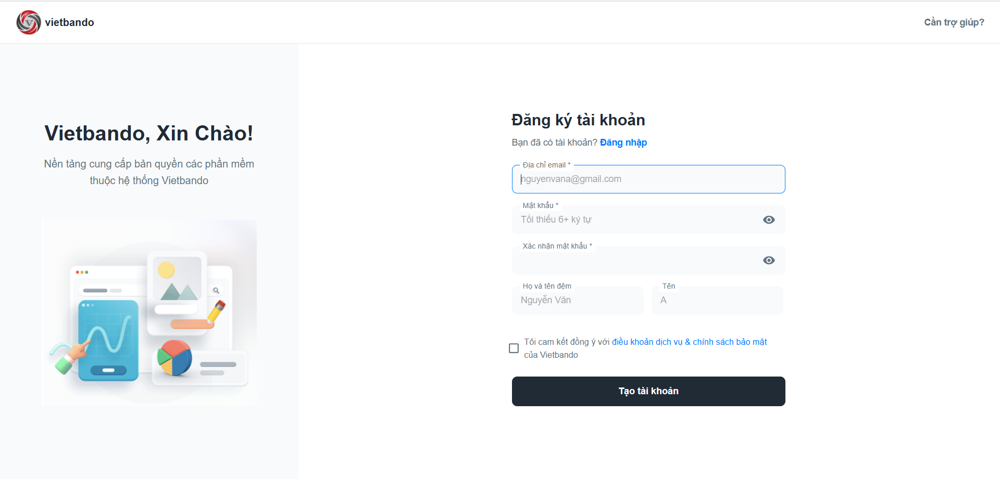 vietbando
Cần trợ giúp?
Vietbando, Xin Chào!
Nền tảng cung cấp bản quyền các phần mềm
thuộc hệ thống Vietbando
Đăng ký tài khoản
Bạn đã có tài khoản? Đăng nhập
Địa chỉ email *
nguyenvana@gmail.com
Mật khẩu *
Tối thiểu 6+ ký tự
Xác nhận mật khẩu *
Họ và tên đệm
Nguyễn Văn
Tên
A
Tôi cam kết đồng ý với điều khoản dịch vụ & chính sách bảo mật
của Vietbando
Tạo tài khoản